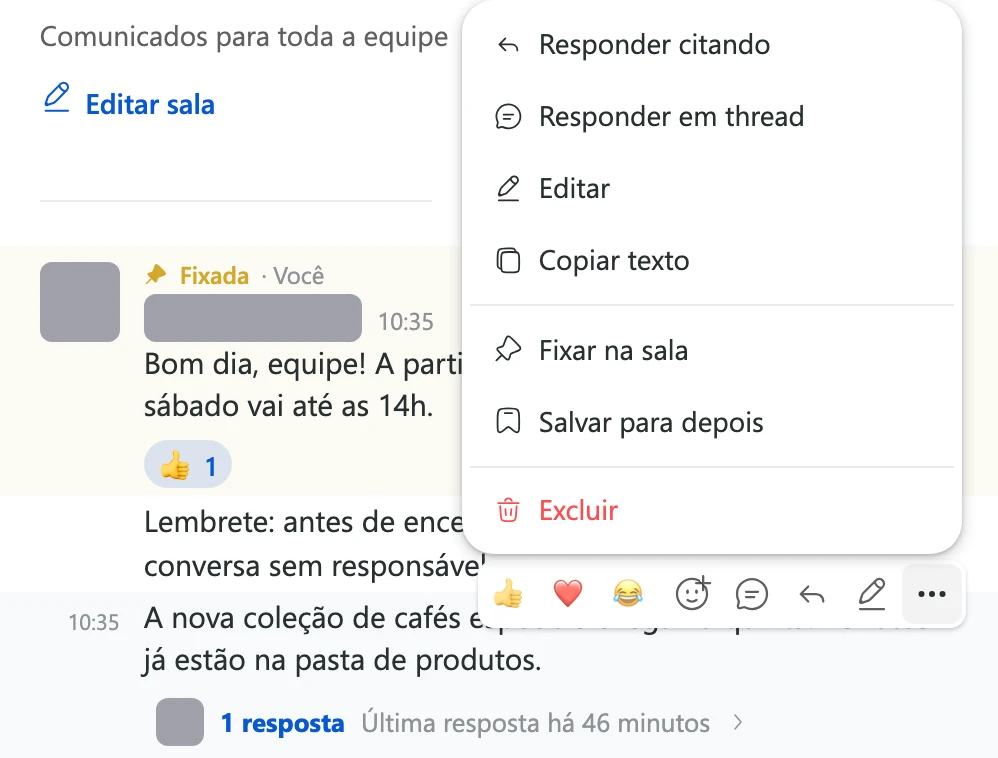 Comunicados para toda a equipe
Editar sala
Fixada · Você
10:35
Bom dia, equipe! A parti
sábado vai até as 14h.
👍 1
Lembrete: antes de ence
conversa sem responsável
10:35
A nova coleção de cafés
já estão na pasta de produtos.
1 resposta Última resposta há 46 minutos
Responder citando
Responder em thread
Editar
Copiar texto
Fixar na sala
Salvar para depois
Excluir